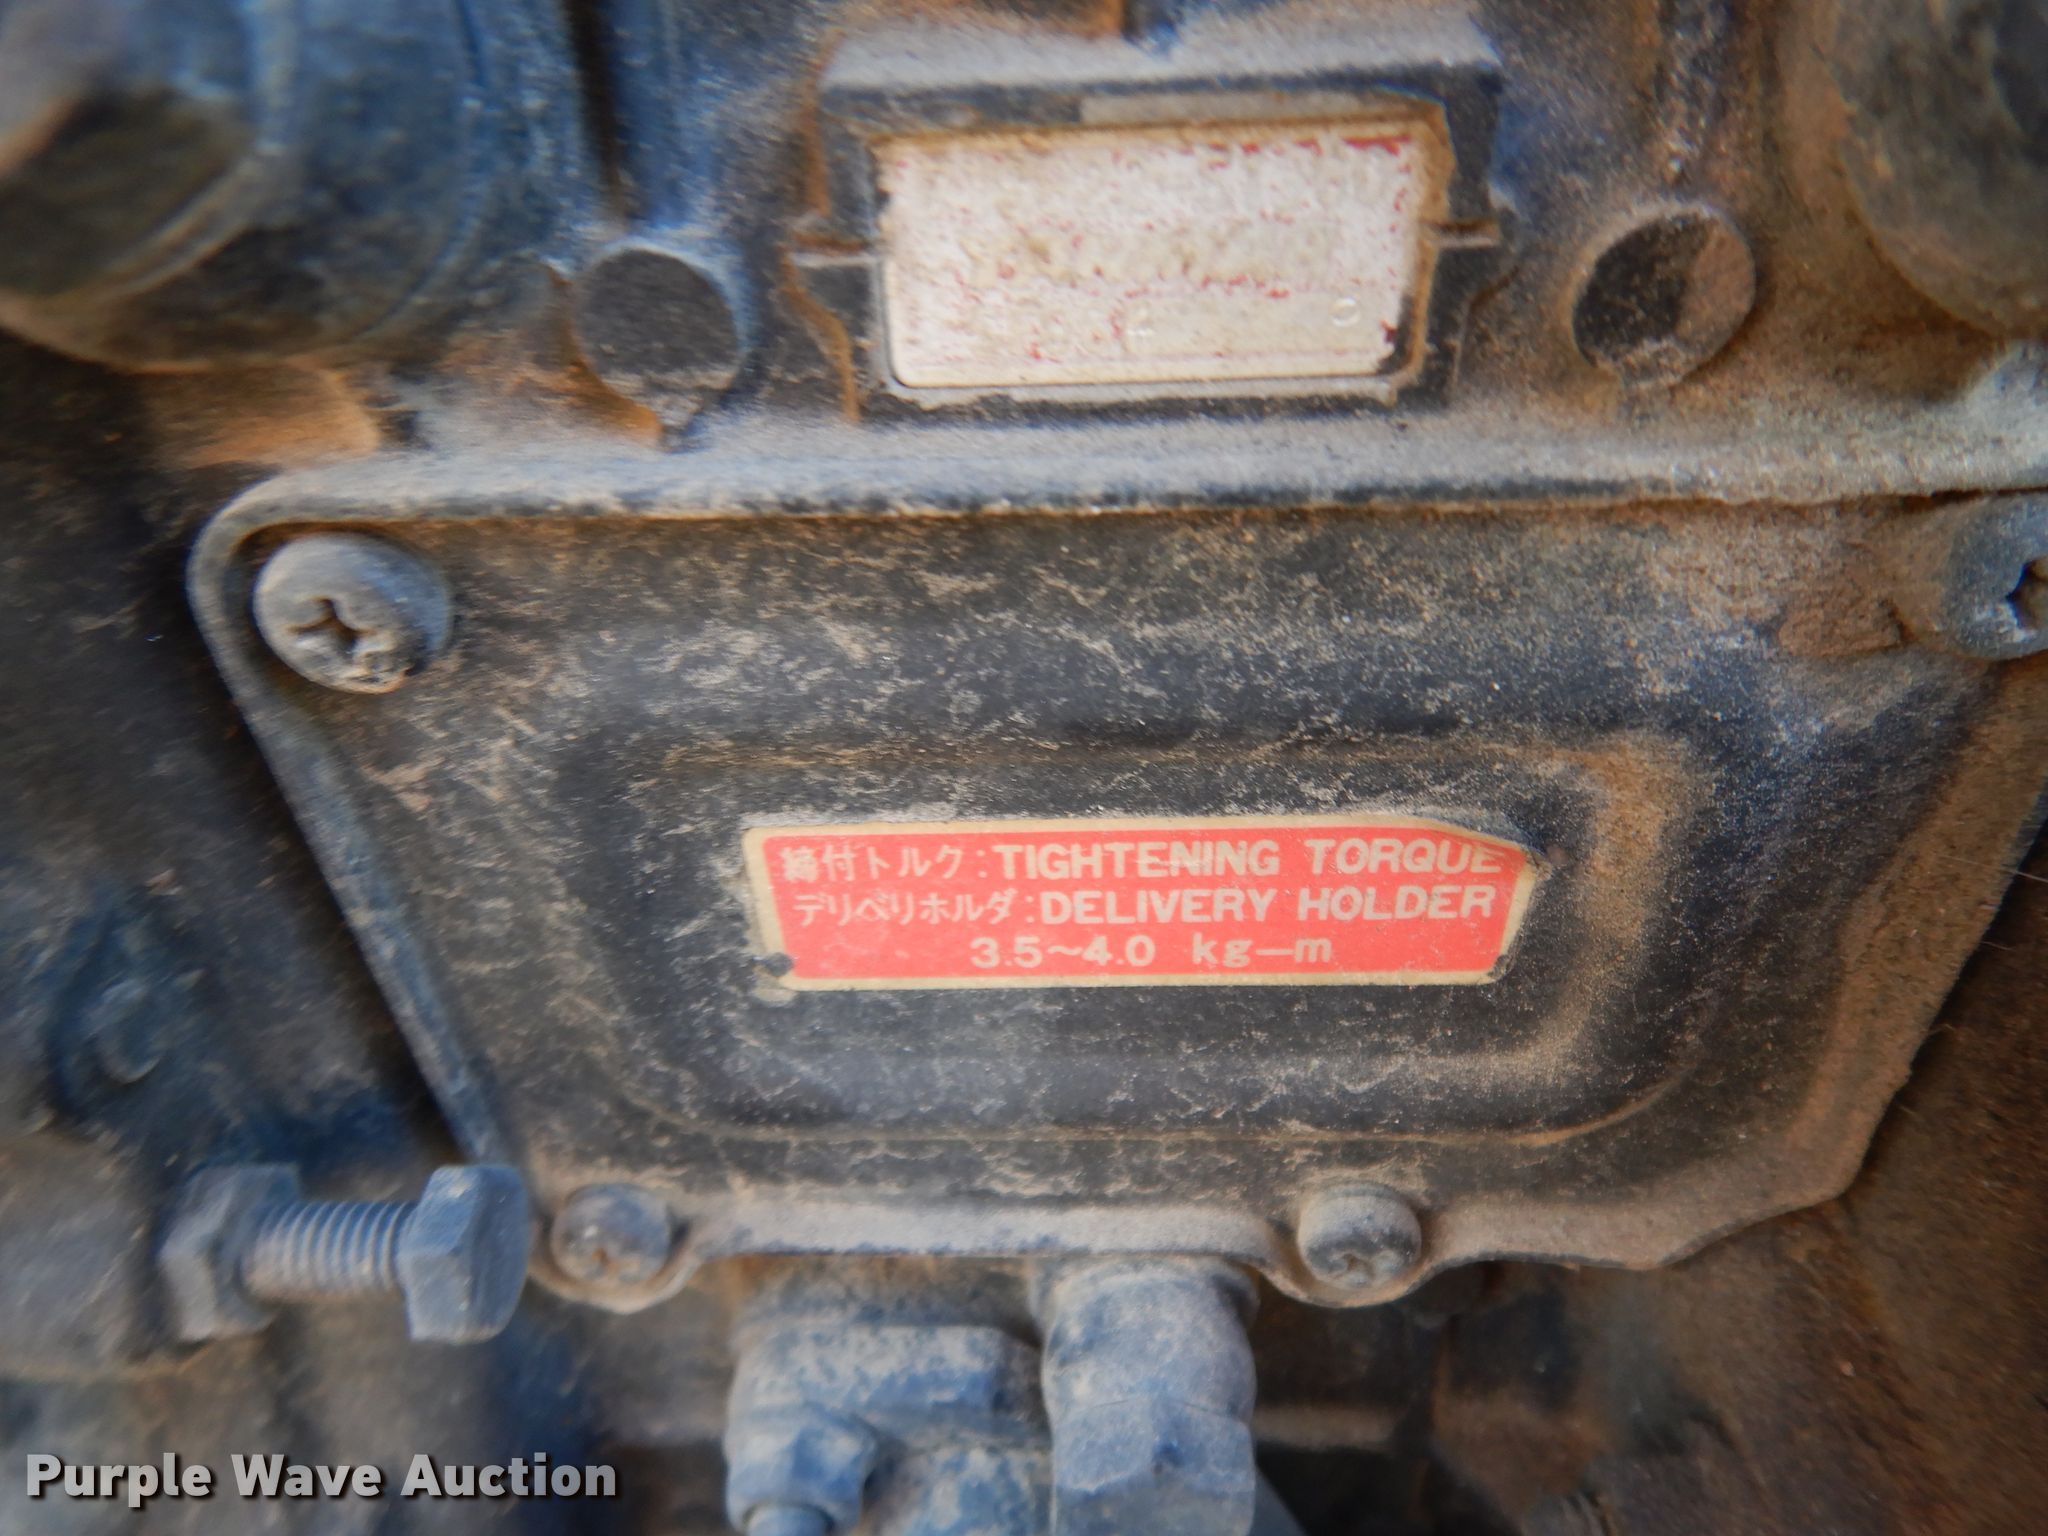 締付トルク:TIGHTENING TORQUE
デリベリホルダ:DELIVERY HOLDER
3.5~4.0 kg-m
Purple Wave Auction